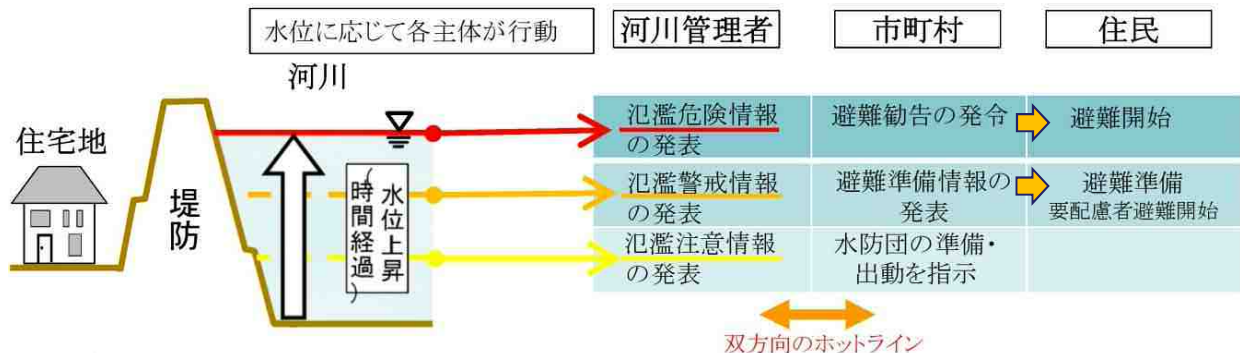 水位に応じて各主体が行動
河川管理者
市町村
住民
河川
住宅地
堤防
水位上昇
(時間経過)
氾濫危険情報
の発表
避難勧告の発令
避難開始
氾濫警戒情報
の発表
避難準備情報の
発表
避難準備
要配慮者避難開始
氾濫注意情報
の発表
水防団の準備・
出動を指示
双方向のホットライン